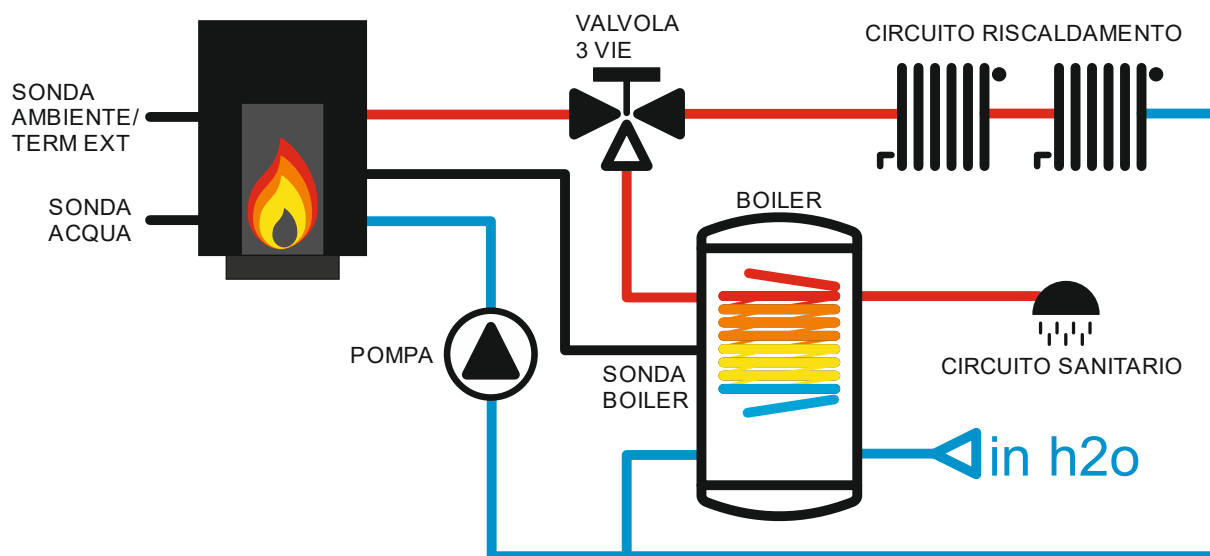 VALVOLA
3 VIE
CIRCUITO RISCALDAMENTO
SONDA
AMBIENTE/
TERM EXT
SONDA
ACQUA
BOILER
POMPA
SONDA
BOILER
CIRCUITO SANITARIO
in h2o